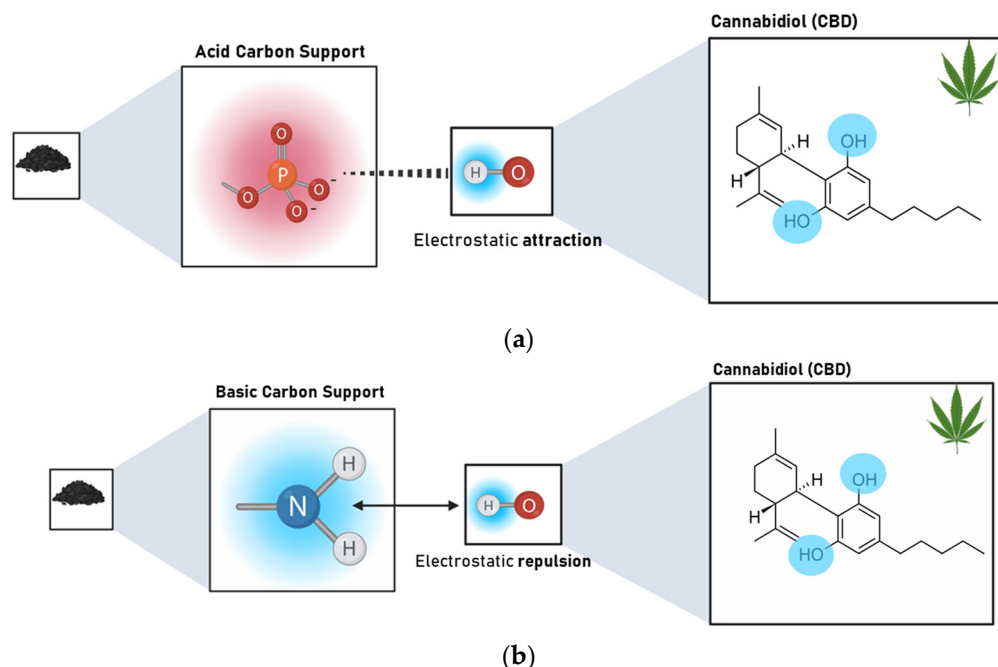 Cannabidiol (CBD)
Acid Carbon Support
O
P
O
-
O
O
-
H
O
Electrostatic attraction
H
OH
H
HO
(a)
Cannabidiol (CBD)
Basic Carbon Support
H
N
H
H
O
Electrostatic repulsion
H
OH
H
HO
(b)